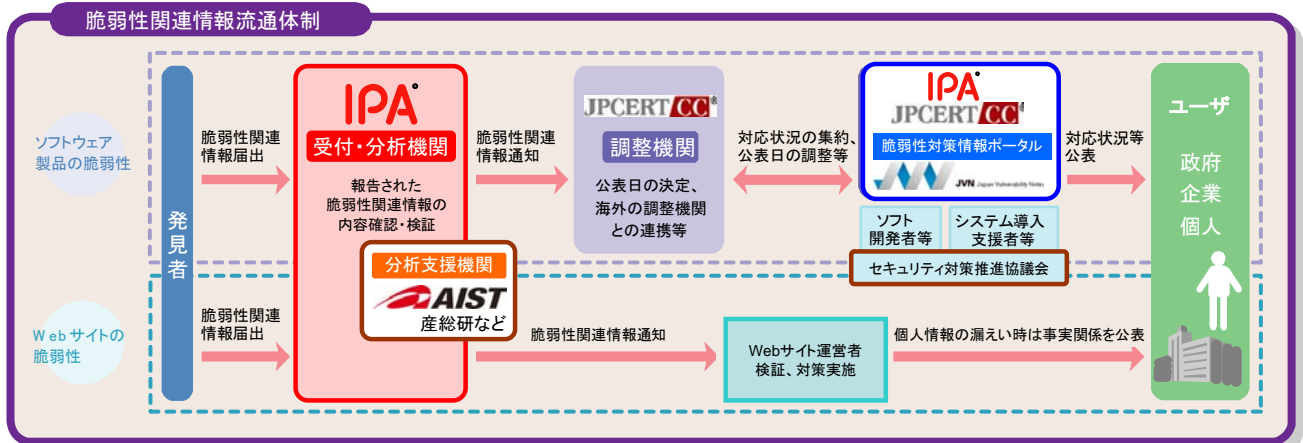 脆弱性関連情報流通体制
ソフトウェア
製品の脆弱性
発見者
脆弱性関連
情報届出
IPA
受付・分析機関
報告された
脆弱性関連情報の
内容確認・検証
分析支援機関
AIST
産総研など
脆弱性関連
情報通知
JPCERT CC®
調整機関
公表日の決定、
海外の調整機関
との連携等
対応状況の集約、
公表日の調整等
IPA
JPCERT CC®
脆弱性対策情報ポータル
JVN Japan Vulnerability Notes
ソフト
開発者等
システム導入
支援者等
セキュリティ対策推進協議会
対応状況等
公表
ユーザ
政府
企業
個人
Webサイトの
脆弱性
脆弱性関連
情報届出
脆弱性関連情報通知
Webサイト運営者
検証、対策実施
個人情報の漏えい時は事実関係を公表